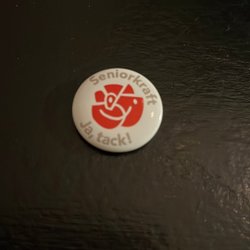 Seniorkraft
Ja, tack!